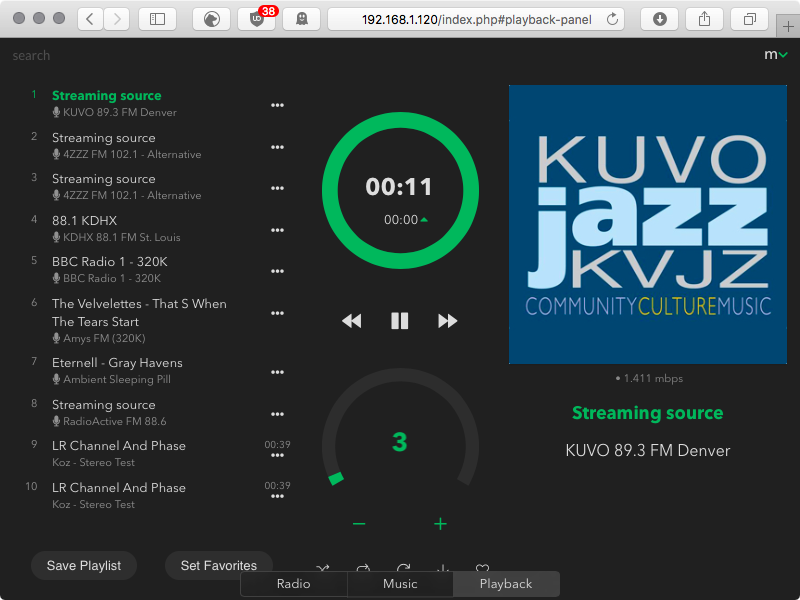 38
192.168.1.120/index.php#playback-panel
search
m
1 Streaming source
KUVO 89.3 FM Denver
2 Streaming source
4ZZZ FM 102.1 - Alternative
3 Streaming source
4ZZZ FM 102.1 - Alternative
4 88.1 KDHX
KDHX 88.1 FM St. Louis
5 BBC Radio 1 - 320K
BBC Radio 1 - 320K
6 The Velvelettes - That S When
The Tears Start
Amys FM (320K)
7 Eternell - Gray Havens
Ambient Sleeping Pill
8 Streaming source
RadioActive FM 88.6
9 LR Channel And Phase 00:39
Koz - Stereo Test
10 LR Channel And Phase 00:39
Koz - Stereo Test
Save Playlist
Set Favorites
00:11
00:00
3
KUVO
jazz
KVJZ
COMMUNITYCULTUREMUSIC
• 1.411 mbps
Streaming source
KUVO 89.3 FM Denver
Radio Music Playback